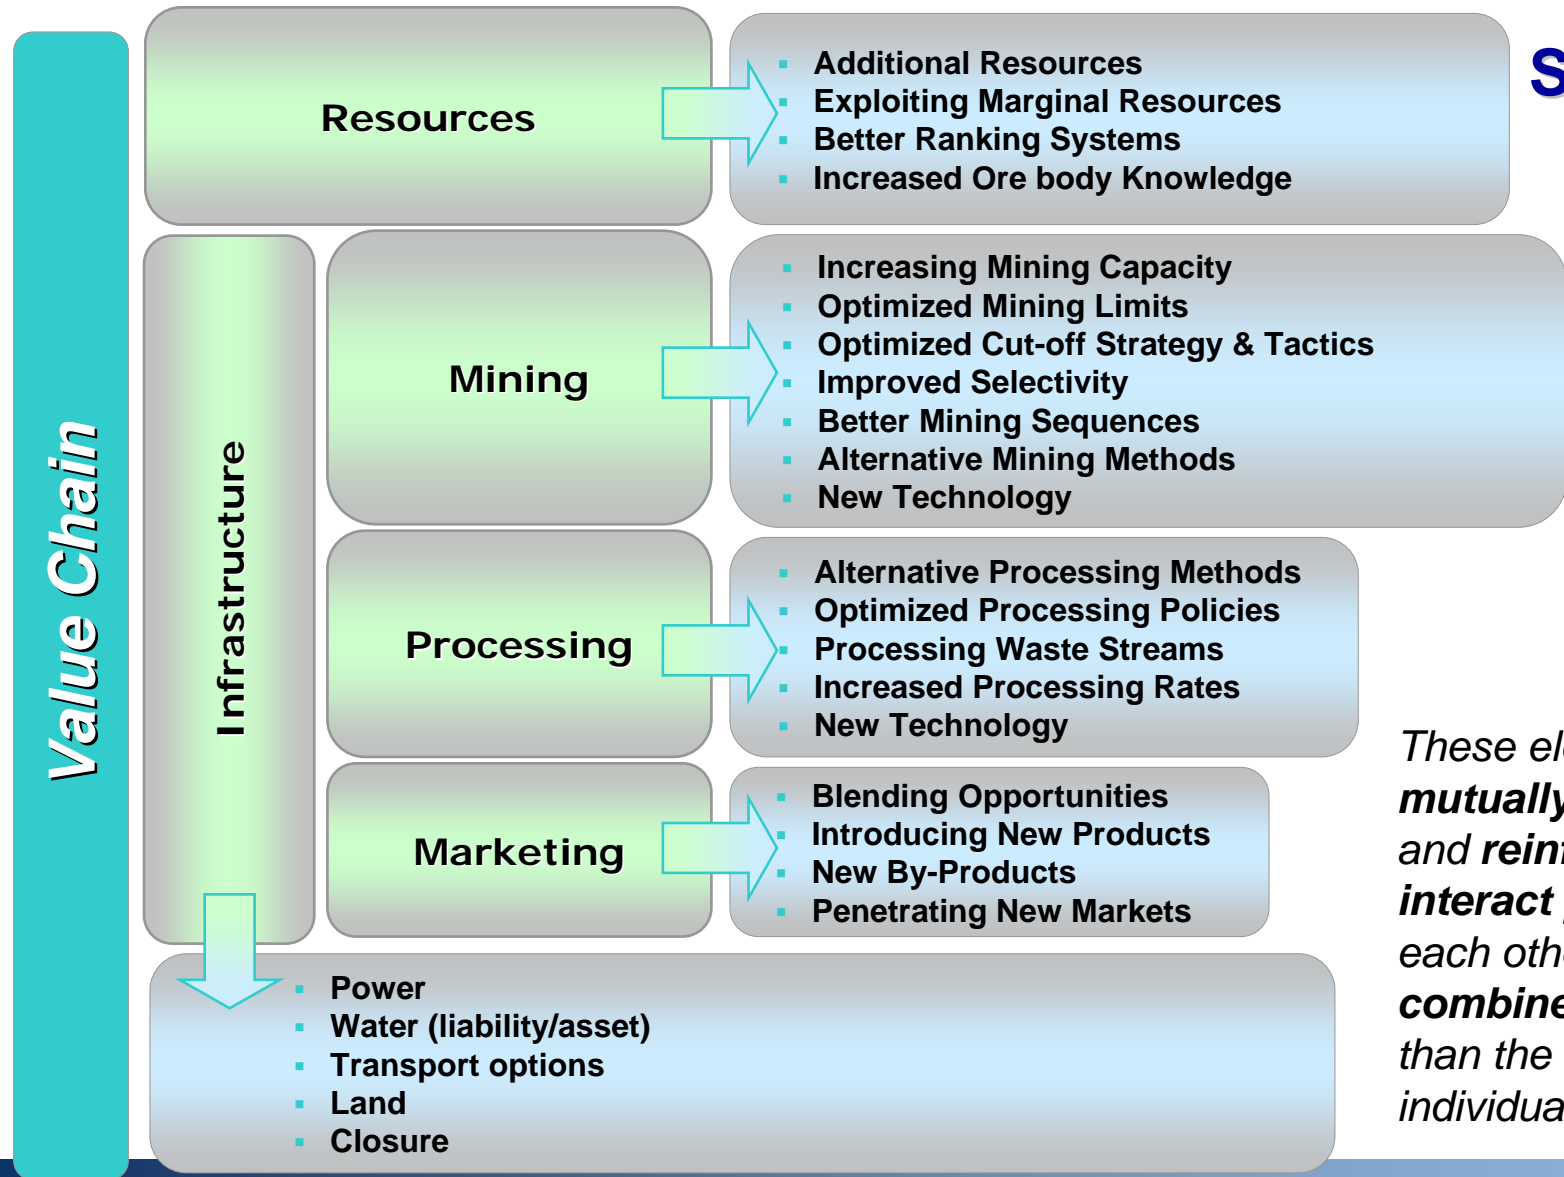 Value Chain
Resources
Additional Resources
Exploiting Marginal Resources
Better Ranking Systems
Increased Ore body Knowledge
S
Infrastructure
Mining
Increasing Mining Capacity
Optimized Mining Limits
Optimized Cut-off Strategy & Tactics
Improved Selectivity
Better Mining Sequences
Alternative Mining Methods
New Technology
Processing
Alternative Processing Methods
Optimized Processing Policies
Processing Waste Streams
Increased Processing Rates
New Technology
Marketing
Blending Opportunities
Introducing New Products
New By-Products
Penetrating New Markets
Power
Water (liability/asset)
Transport options
Land
Closure
These
mutually
and
interact
each
combine
than the